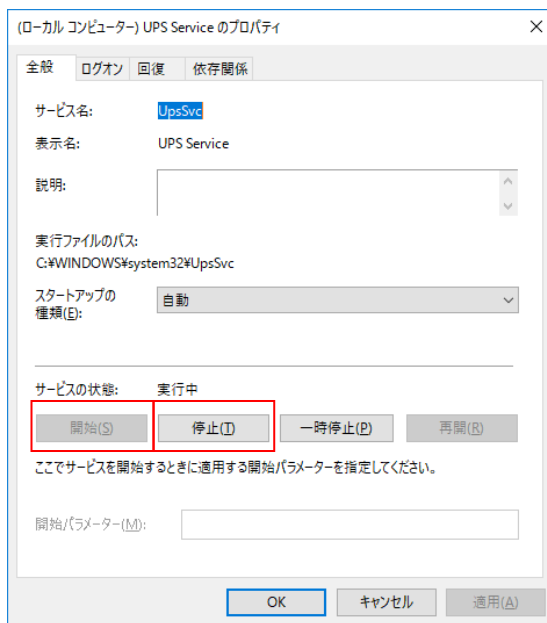 (ローカル コンピューター) UPS Service のプロパティ
全般 ログオン 回復 依存関係
サービス名: UpsSvc
表示名: UPS Service
説明:
実行ファイルのパス:
C:¥WINDOWS¥system32¥UpsSvc
スタートアップの
種類(E): 自動
サービスの状態: 実行中
開始(S) 停止(T) 一時停止(P) 再開(R)
ここでサービスを開始するときに適用する開始パラメーターを指定してください。
開始パラメーター(M):
OK キャンセル 適用(A)